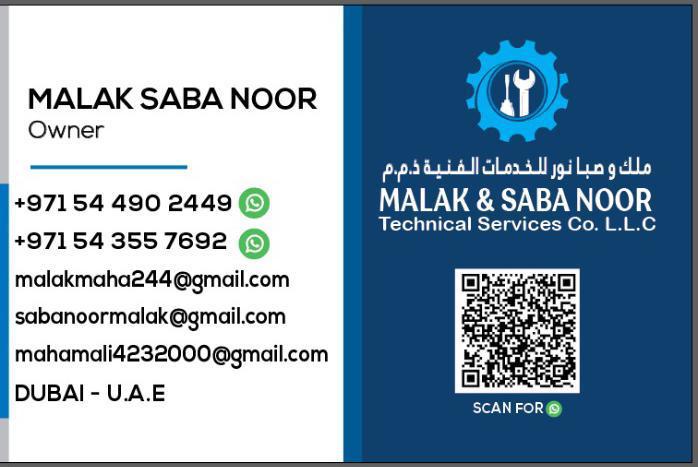 MALAK SABA NOOR
Owner
+971 54 490 2449
+971 54 355 7692
malakmaha244@gmail.com
sabanoormalak@gmail.com
mahamali4232000@gmail.com
DUBAI - U.A.E
ملك و صبا نور للخدمات الفنية ذ.م.م
MALAK & SABA NOOR
Technical Services Co. L.L.C
SCAN FOR